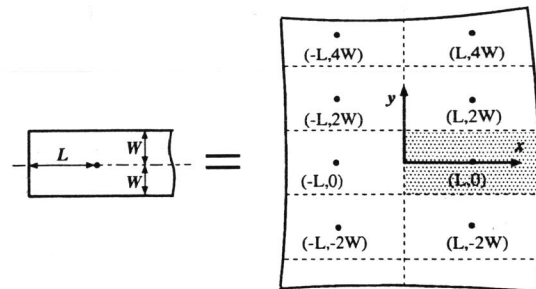 (-L,4W) (L,4W)
y
(-L,2W) (L,2W)
L W
=
x
W
(-L,0) (L,0)
(-L,-2W) (L,-2W)